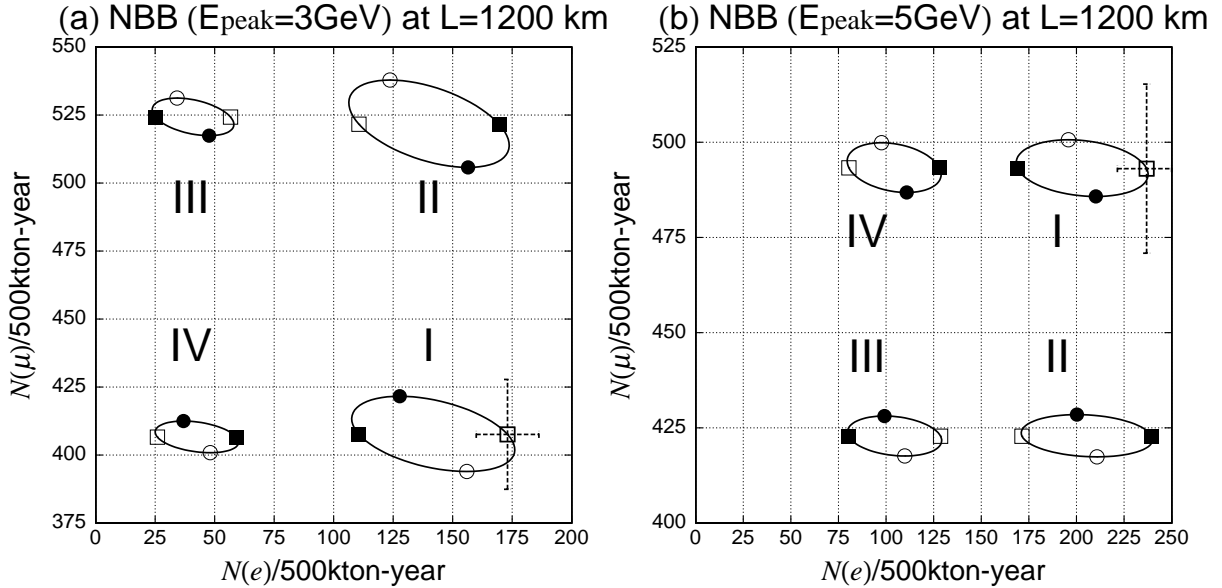 (a) NBB (Epeak=3GeV) at L=1200 km
550
525
500
475
450
425
400
375
0 25 50 75 100 125 150 175 200
N(μ)/500kton-year
N(e)/500kton-year
III
II
IV
I
(b) NBB (Epeak=5GeV) at L=1200 km
525
500
475
450
425
400
0 25 50 75 100 125 150 175 200 225 250
N(μ)/500kton-year
N(e)/500kton-year
IV
I
III
II